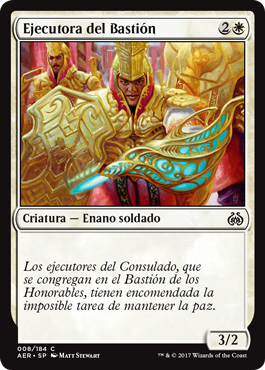 Ejecutora del Bastión 2
Criatura — Enano soldado
Los ejecutores del Consulado, que
se congregan en el Bastión de los
Honorables, tienen encomendada la
imposible tarea de mantener la paz.
3/2
008/184 C
AER • SP Matt Stewart
™ & © 2017 Wizards of the Coast